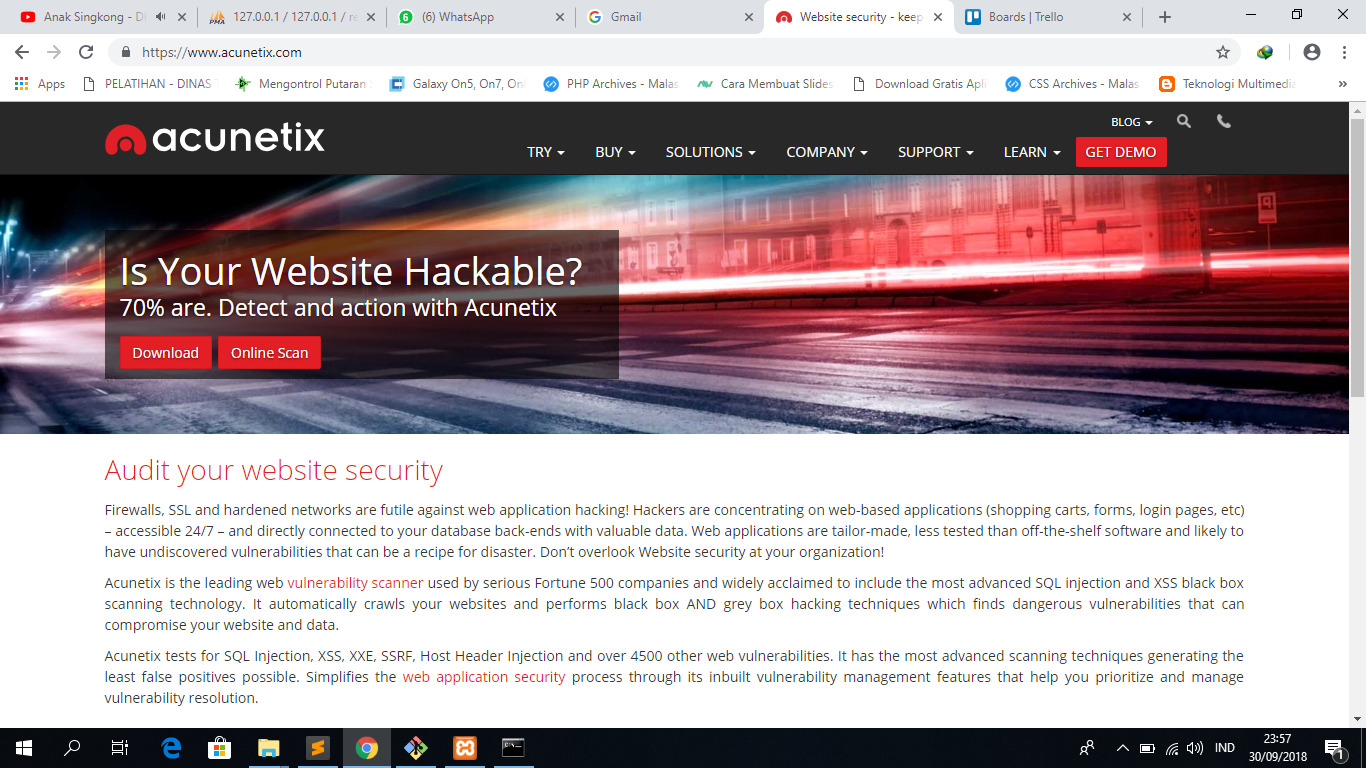 Anak Singkong - D
127.0.0.1 / 127.0.0.1 / re
(6) WhatsApp
Gmail
Website security - keep
Boards | Trello
https://www.acunetix.com
Apps
PELATIHAN - DINAS
Mengontrol Putaran
Galaxy On5, On7, On
PHP Archives - Malas
Cara Membuat Slides
Download Gratis Apli
CSS Archives - Malas
Teknologi Multimedia
»
acunetix
BLOG
TRY BUY SOLUTIONS COMPANY SUPPORT LEARN GET DEMO
Is Your Website Hackable?
70% are. Detect and action with Acunetix
Download Online Scan
Audit your website security
Firewalls, SSL and hardened networks are futile against web application hacking! Hackers are concentrating on web-based applications (shopping carts, forms, login pages, etc)
– accessible 24/7 – and directly connected to your database back-ends with valuable data. Web applications are tailor-made, less tested than off-the-shelf software and likely to
have undiscovered vulnerabilities that can be a recipe for disaster. Don’t overlook Website security at your organization!
Acunetix is the leading web vulnerability scanner used by serious Fortune 500 companies and widely acclaimed to include the most advanced SQL injection and XSS black box
scanning technology. It automatically crawls your websites and performs black box AND grey box hacking techniques which finds dangerous vulnerabilities that can
compromise your website and data.
Acunetix tests for SQL Injection, XSS, XXE, SSRF, Host Header Injection and over 4500 other web vulnerabilities. It has the most advanced scanning techniques generating the
least false positives possible. Simplifies the web application security process through its inbuilt vulnerability management features that help you prioritize and manage
vulnerability resolution.
IND
23:57
30/09/2018
1